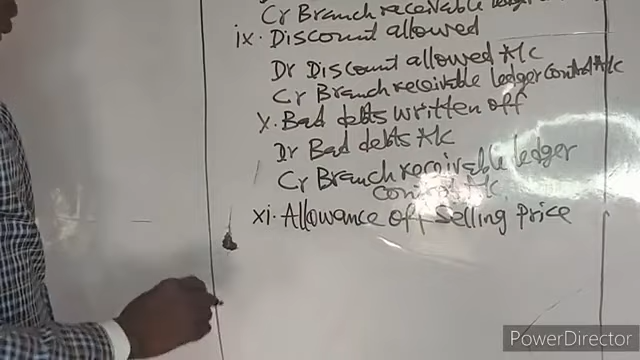 Cr Branch receivable ledger
ix. Discount allowed
Dr Discount allowed A/c
Cr Branch receivable ledger control A/c
x. Bad debts written off
Dr Bad debts A/c
Cr Branch receivable ledger
control A/c
xi. Allowance off selling price
PowerDirector